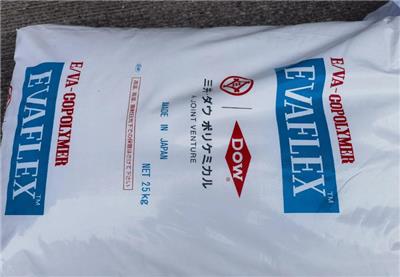 E/VA-COPOLYMER
EVAFLEX
三井・ダウ ポリケミカル
A JOINT VENTURE
DOW
MADE IN JAPAN
NET 25kg
E/VA-COPOLYMER
EVAFLEX